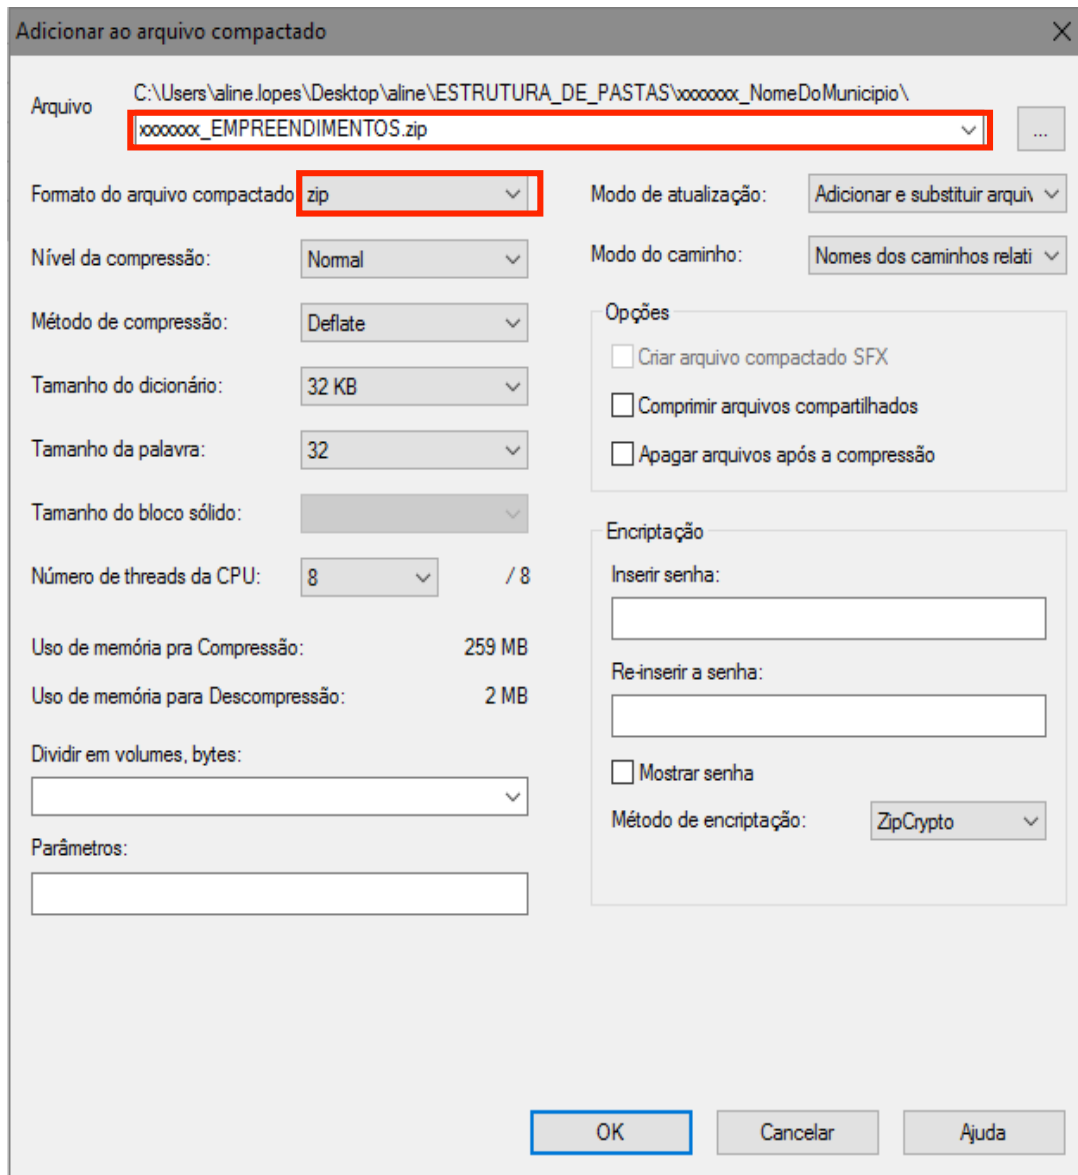 Adicionar ao arquivo compactado
Arquivo
C:\Users\aline.lopes\Desktop\aline\ESTRUTURA_DE_PASTAS\xxxxxxx_NomeDoMunicipio\
xxxxxxx_EMPREENDIMENTOS.zip
...
Formato do arquivo compactado zip
Nível da compressão: Normal
Método de compressão: Deflate
Tamanho do dicionário: 32 KB
Tamanho da palavra: 32
Tamanho do bloco sólido:
Número de threads da CPU: 8 / 8
Uso de memória pra Compressão: 259 MB
Uso de memória para Descompressão: 2 MB
Dividir em volumes, bytes:
Parâmetros:
Modo de atualização: Adicionar e substituir arquiv
Modo do caminho: Nomes dos caminhos relati
Opções
Criar arquivo compactado SFX
Comprimir arquivos compartilhados
Apagar arquivos após a compressão
Encriptação
Inserir senha:
Re-inserir a senha:
Mostrar senha
Método de encriptação: ZipCrypto
OK Cancelar Ajuda